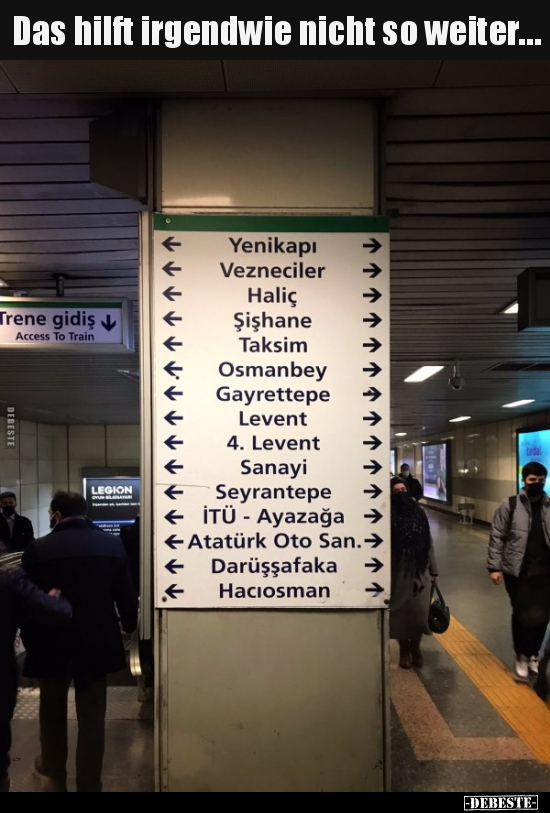 Das hilft irgendwie nicht so weiter...
Trene gidiş ↓
Access To Train
← Yenikapı →
← Vezneciler →
← Haliç →
← Şişhane →
← Taksim →
← Osmanbey →
← Gayrettepe →
← Levent →
← 4. Levent →
← Sanayi →
← Seyrantepe →
← İTÜ - Ayazağa →
← Atatürk Oto San. →
← Darüşşafaka →
← Hacıosman →
DEBESTE
LEGION
-DEBESTE-